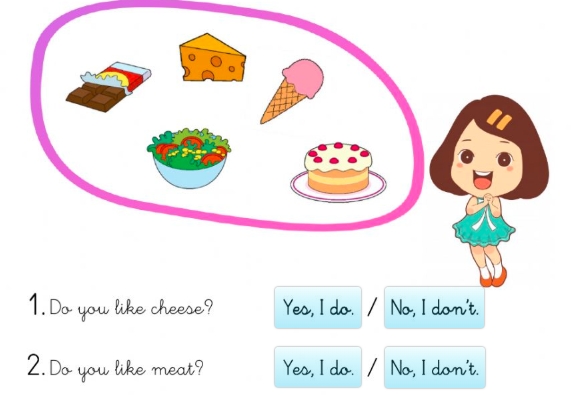 1. Do you like cheese? Yes, I do. / No, I don't.
2. Do you like meat? Yes, I do. / No, I don't.